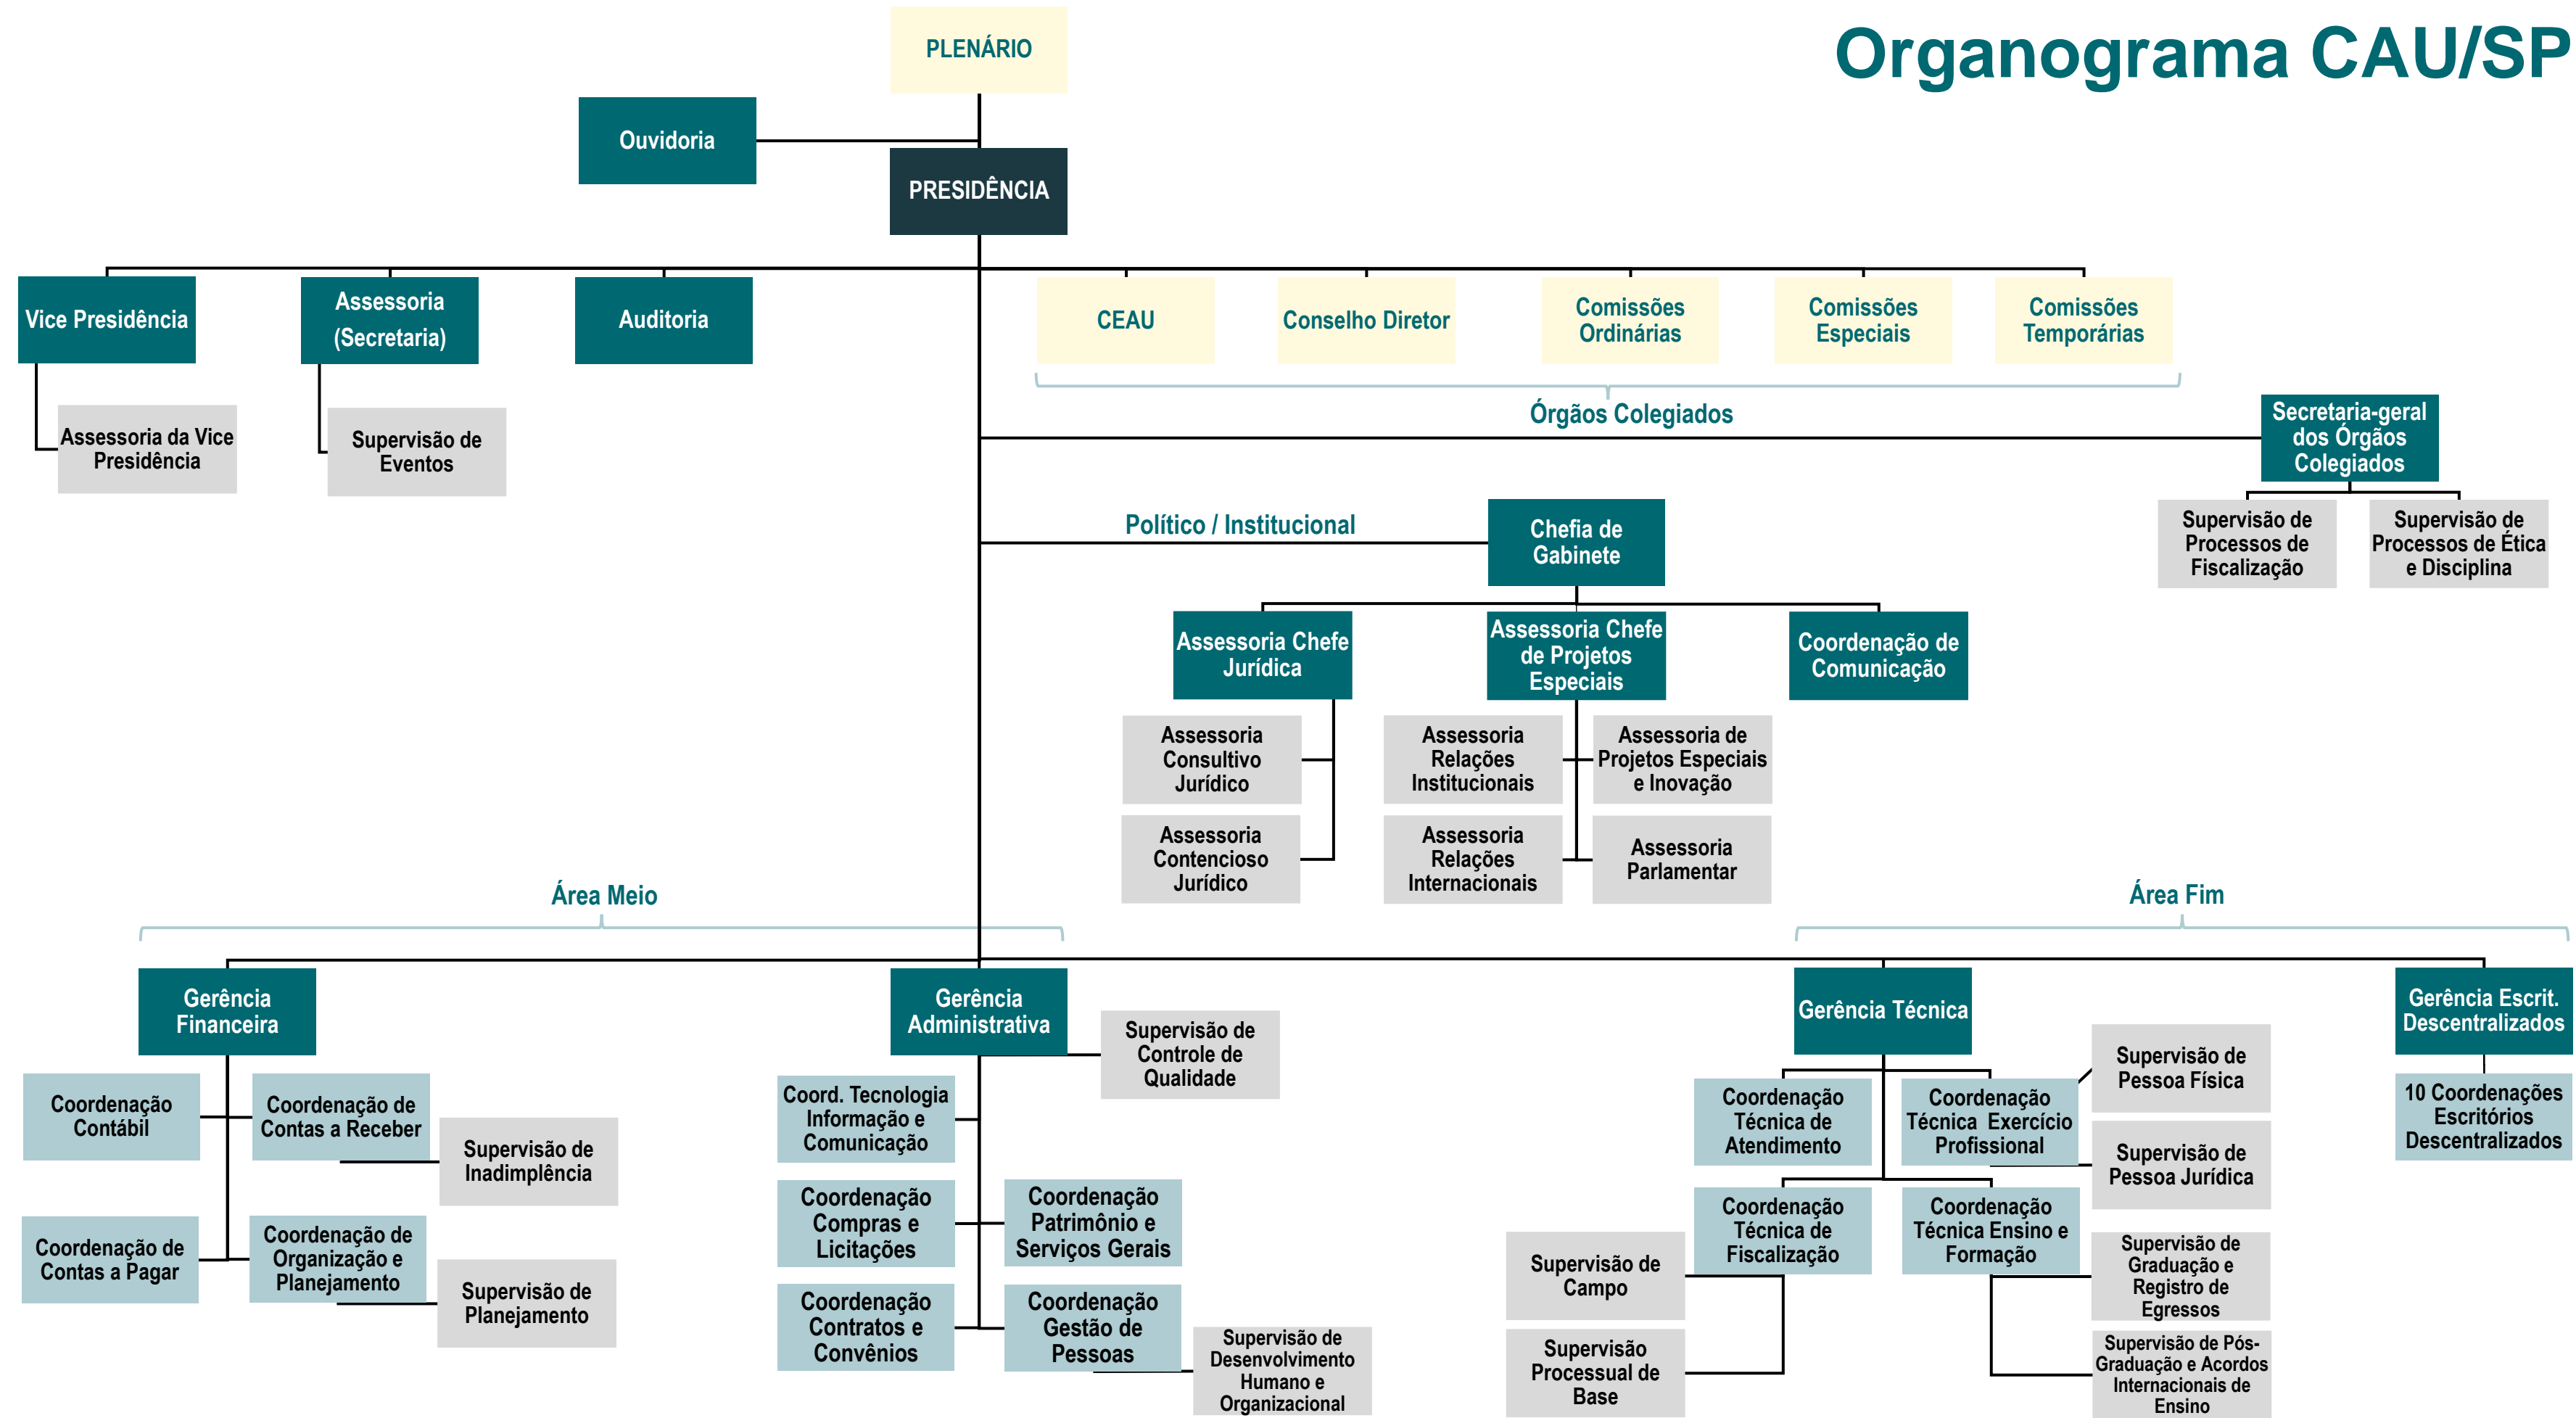 Organograma CAU/SP
PLENÁRIO
Ouvidoria
PRESIDÊNCIA
Vice Presidência
Assessoria
(Secretaria)
Auditoria
CEAU
Conselho Diretor
Comissões
Ordinárias
Comissões
Especiais
Comissões
Temporárias
Assessoria da Vice
Presidência
Supervisão de
Eventos
Órgãos Colegiados
Secretaria-geral
dos Órgãos
Colegiados
Supervisão de
Processos de
Fiscalização
Supervisão de
Processos de Ética
e Disciplina
Político / Institucional
Chefia de
Gabinete
Assessoria Chefe
Jurídica
Assessoria Chefe
de Projetos
Especiais
Coordenação de
Comunicação
Assessoria
Consultivo
Jurídico
Assessoria
Relações
Institucionais
Assessoria de
Projetos Especiais
e Inovação
Assessoria
Contencioso
Jurídico
Assessoria
Relações
Internacionais
Assessoria
Parlamentar
Área Meio
Área Fim
Gerência
Financeira
Gerência
Administrativa
Gerência Técnica
Gerência Escrit.
Descentralizados
Coordenação
Contábil
Coordenação de
Contas a Receber
Supervisão de
Inadimplência
Coordenação de
Contas a Pagar
Coordenação de
Organização e
Planejamento
Supervisão de
Planejamento
Supervisão de
Controle de
Qualidade
Coord. Tecnologia
Informação e
Comunicação
Coordenação
Compras e
Licitações
Coordenação
Patrimônio e
Serviços Gerais
Coordenação
Contratos e
Convênios
Coordenação
Gestão de
Pessoas
Supervisão de
Desenvolvimento
Humano e
Organizacional
Coordenação
Técnica de
Atendimento
Coordenação
Técnica  Exercício
Profissional
Supervisão de
Pessoa Física
Supervisão de
Pessoa Jurídica
Coordenação
Técnica de
Fiscalização
Coordenação
Técnica Ensino e
Formação
Supervisão de
Campo
Supervisão
Processual de
Base
Supervisão de
Graduação e
Registro de
Egressos
Supervisão de Pós-
Graduação e Acordos
Internacionais de
Ensino
10 Coordenações
Escritórios
Descentralizados